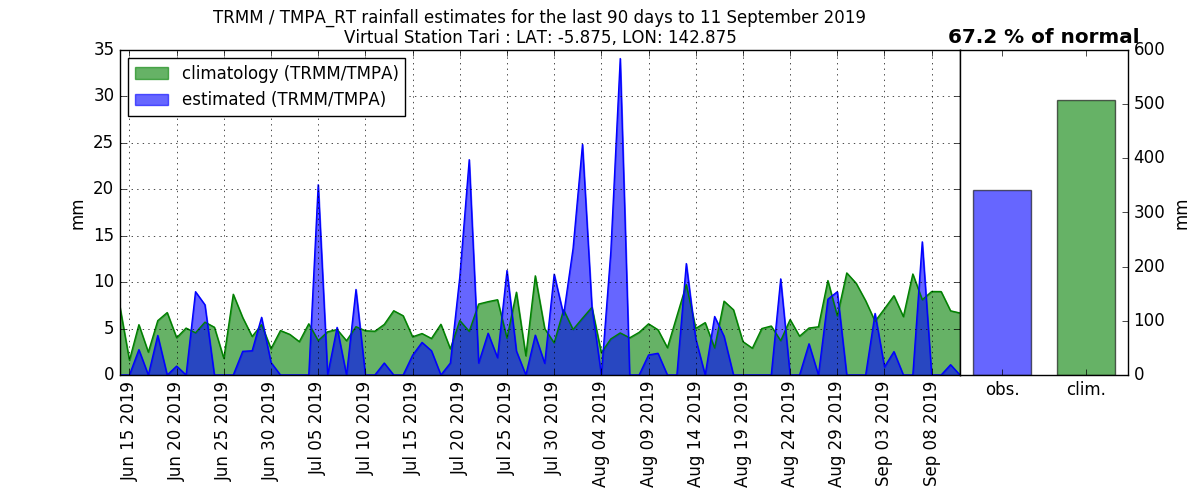 TRMM / TMPA_RT rainfall estimates for the last 90 days to 11 September 2019
Virtual Station Tari : LAT: -5.875, LON: 142.875
67.2 % of normal
climatology (TRMM/TMPA)
estimated (TRMM/TMPA)
mm
35
30
25
20
15
10
5
0
Jun 15 2019
Jun 20 2019
Jun 25 2019
Jun 30 2019
Jul 05 2019
Jul 10 2019
Jul 15 2019
Jul 20 2019
Jul 25 2019
Jul 30 2019
Aug 04 2019
Aug 09 2019
Aug 14 2019
Aug 19 2019
Aug 24 2019
Aug 29 2019
Sep 03 2019
Sep 08 2019
600
500
400
300
200
100
0
mm
obs.
clim.